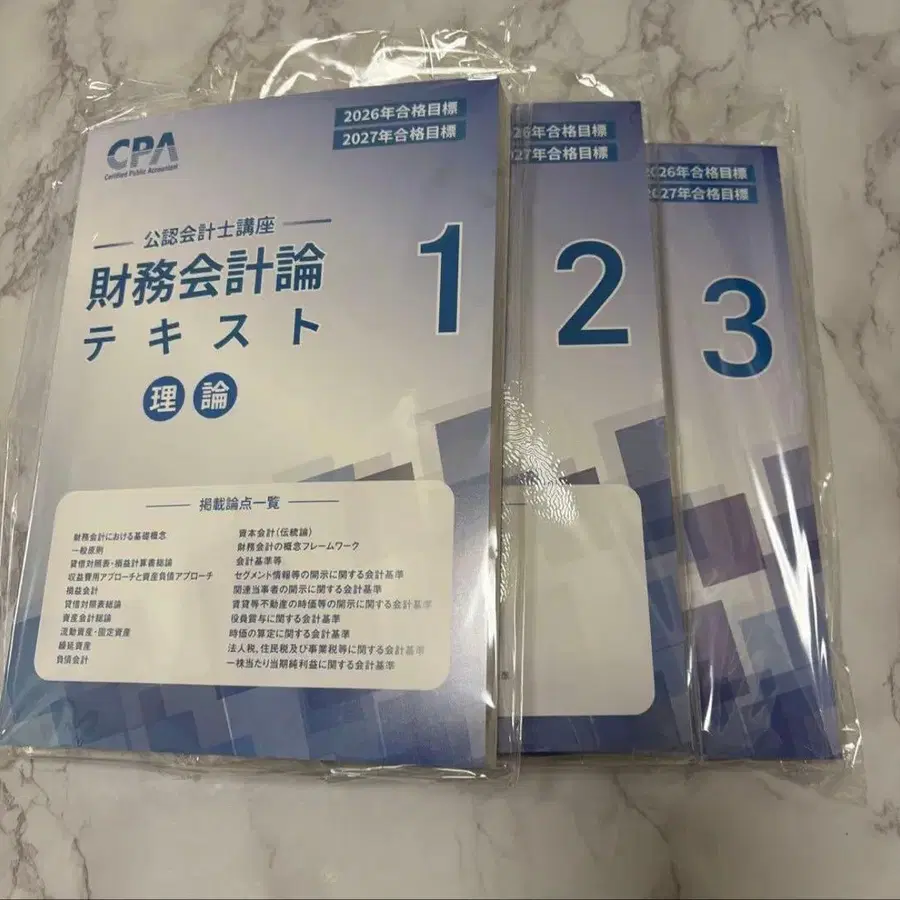 CPA
Certified Public Accountant
2026年合格目標
2027年合格目標
公認会計士講座
財務会計論
テキスト
理論
1
掲載論点一覧
財務会計における基礎概念
一般原則
貸借対照表・損益計算書総論
収益費用アプローチと資産負債アプローチ
損益会計
貸借対照表総論
資産会計総論
流動資産・固定資産
繰延資産
負債会計
資本会計(伝統論)
財務会計の概念フレームワーク
会計基準等
セグメント情報等の開示に関する会計基準
関連当事者の開示に関する会計基準
賃貸等不動産の時価等の開示に関する会計基準
役員賞与に関する会計基準
時価の算定に関する会計基準
法人税、住民税及び事業税等に関する会計基準
一株当たり当期純利益に関する会計基準
26年合格目標
27年合格目標
2
2026年合格目標
2027年合格目標
3